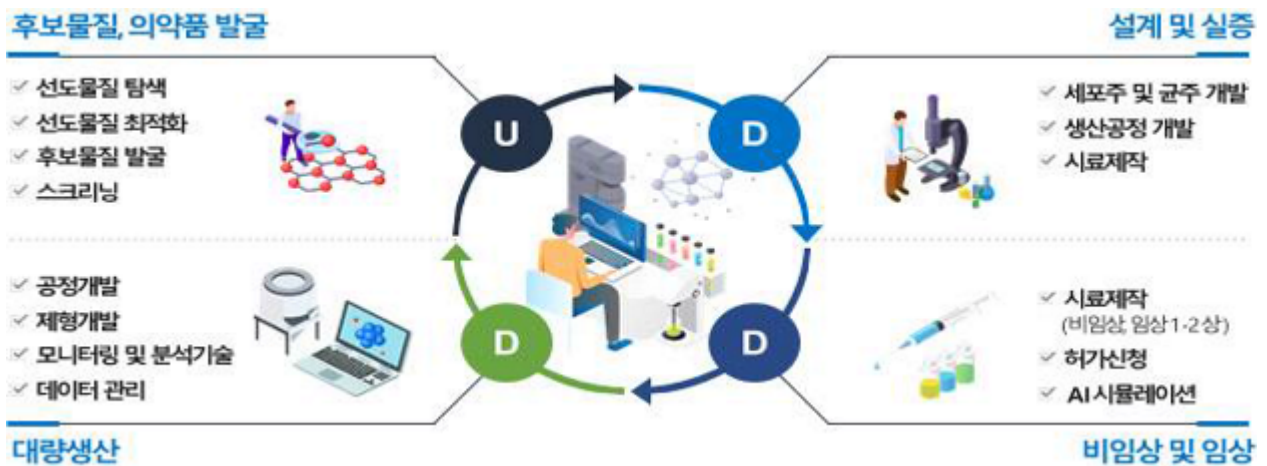 후보물질, 의약품 발굴
선도물질 탐색
선도물질 최적화
후보물질 발굴
스크리닝
설계 및 실증
세포주 및 균주 개발
생산공정 개발
시료제작
U
D
D
D
공정개발
제형개발
모니터링 및 분석기술
데이터 관리
대량생산
시료제작
(비임상, 임상 1-2상)
허가신청
AI 시뮬레이션
비임상 및 임상